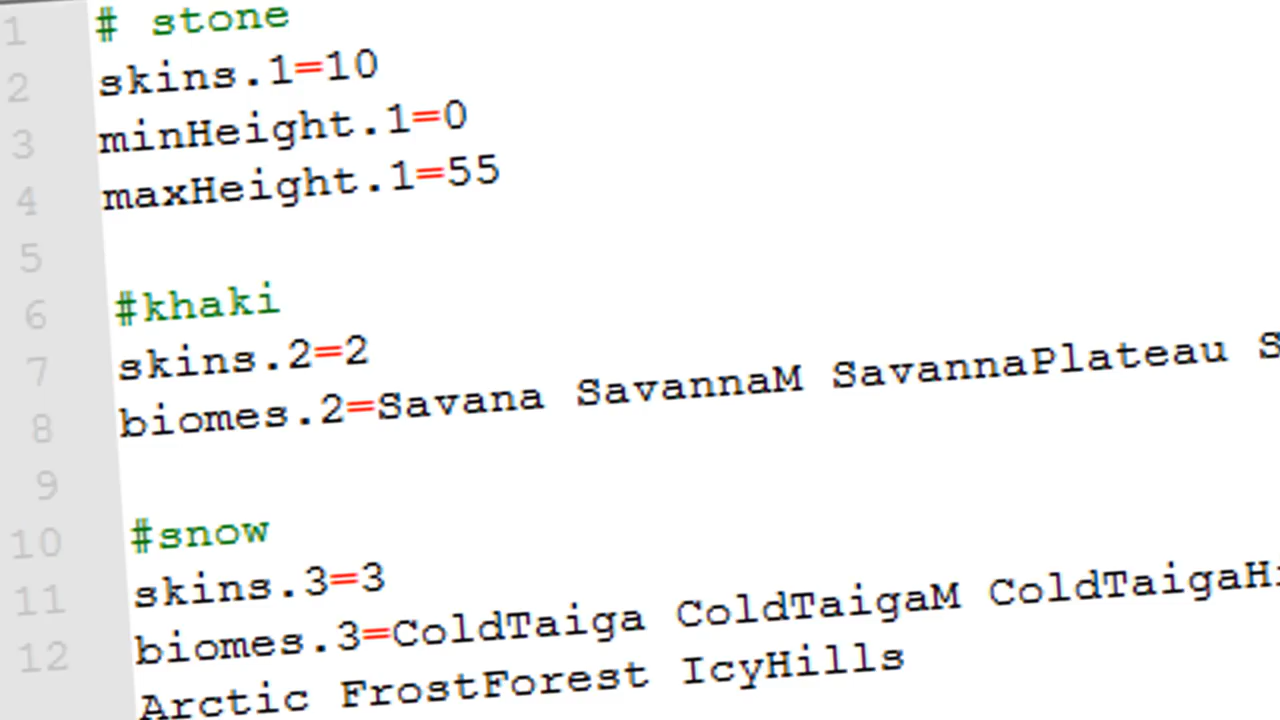 1 # stone
2 skins.1=10
3 minHeight.1=0
4 maxHeight.1=55
5
6 #khaki
7 skins.2=2
8 biomes.2=Savana SavannaM SavannaPlateau S
9
10 #snow
11 skins.3=3
12 biomes.3=ColdTaiga ColdTaigaM ColdTaigaHi
Arctic FrostForest IcyHills